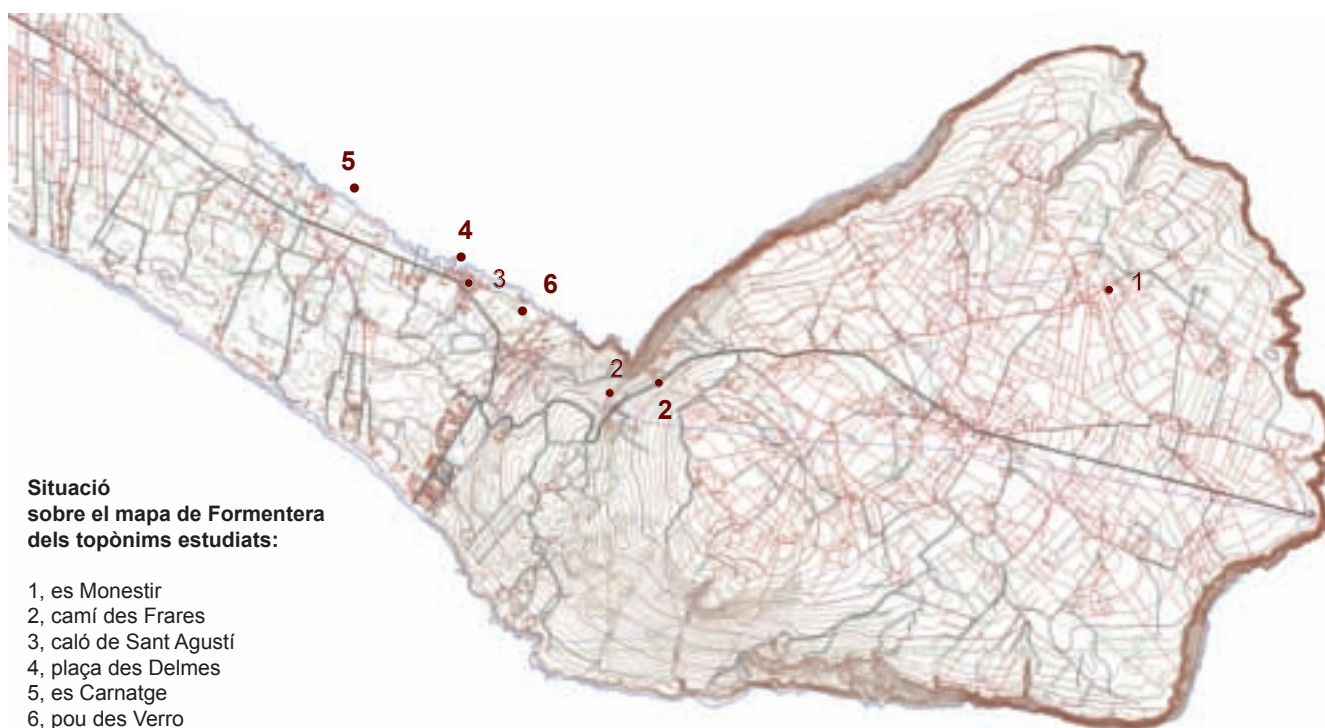 5
4
3
6
1
2
2
Situació
sobre el mapa de Formentera
dels topònims estudiats:
1, es Monestir
2, camí des Frares
3, caló de Sant Agustí
4, plaça des Delmes
5, es Carnatge
6, pou des Verro